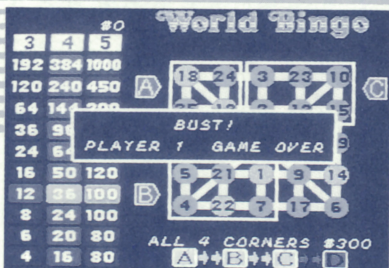 $0 World Bingo
3 4 5
192 384 1000
120 240 450
64 144
36
24
16 50 120
12 36 100
8 24 100
6 20 80
4 16 80
A
18 24 3 23 10
C
15
BUST!
PLAYER 1 GAME OVER
B
5 21 1 9 14
4 22 7 17 6
ALL 4 CORNERS $300
A B C D